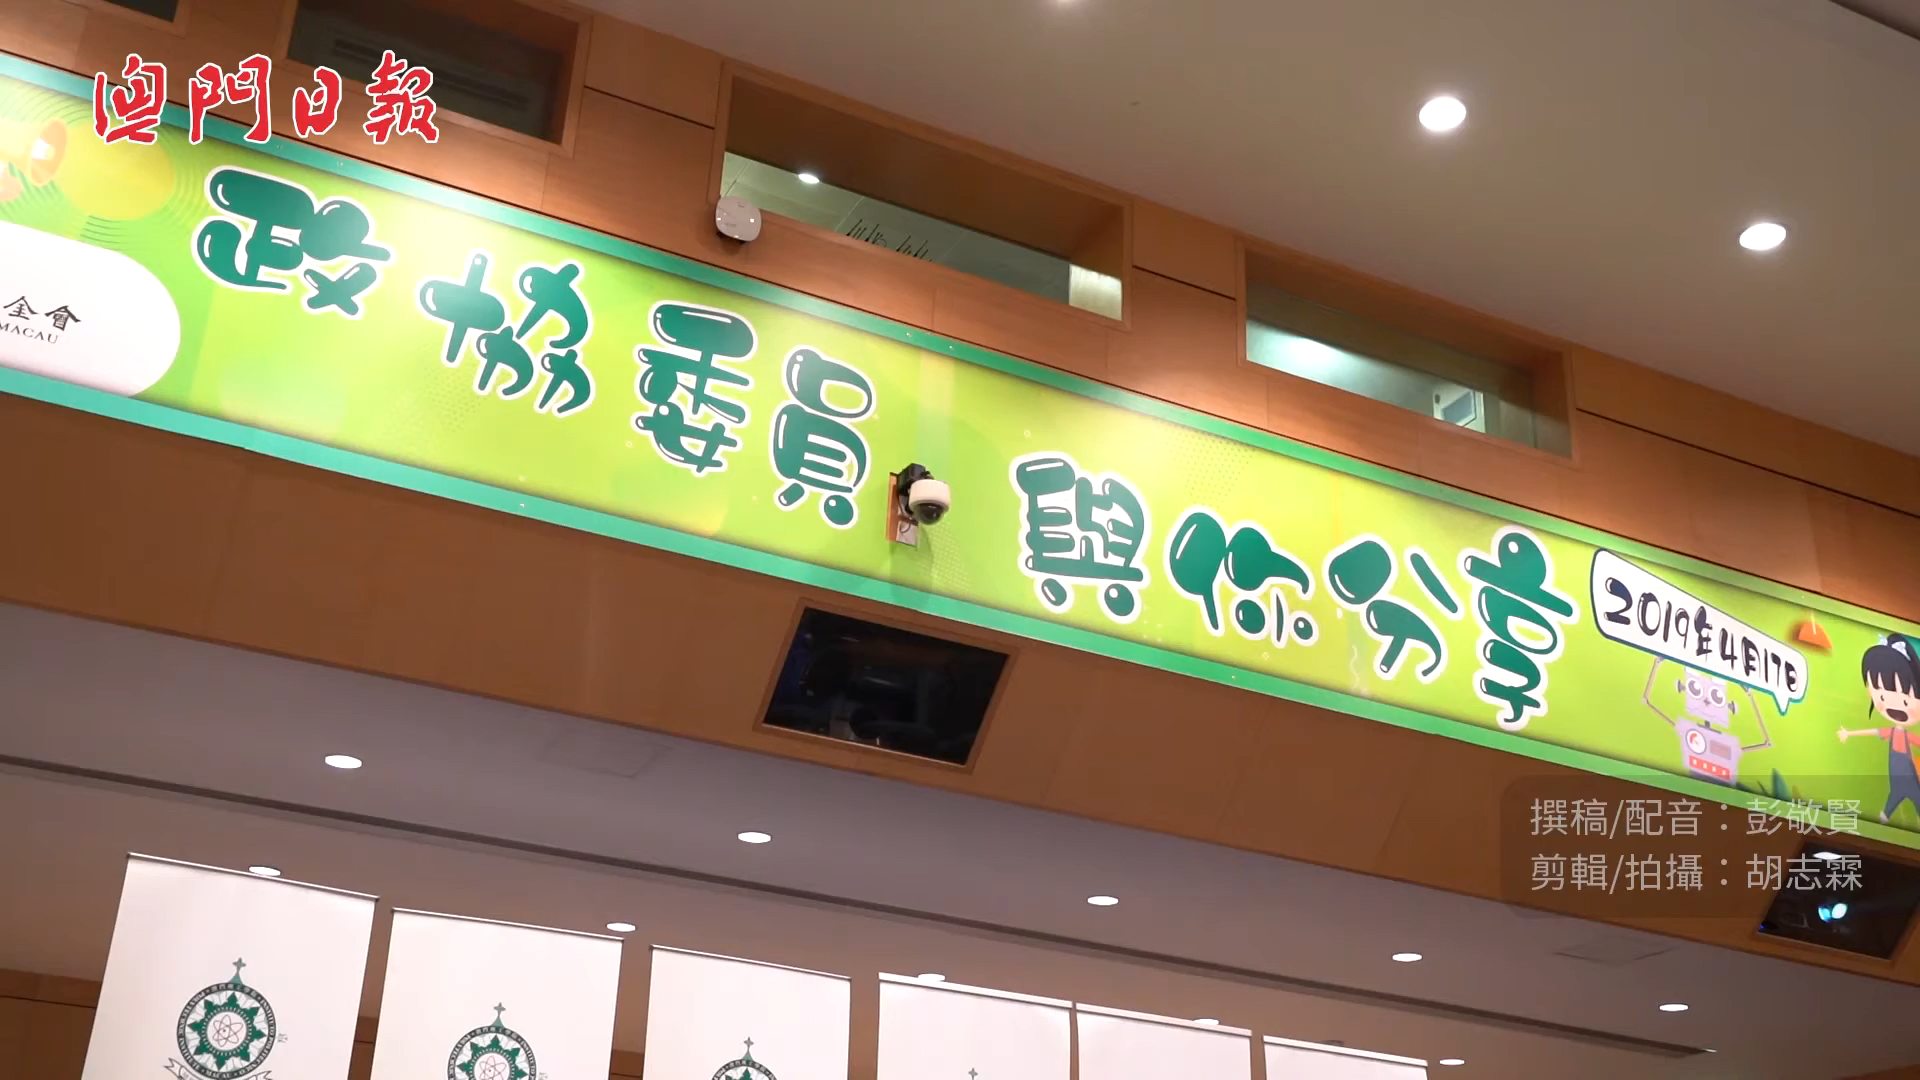 澳門日報
金會
MACAU
政協委員 與你分享
2019年4月17日
撰稿/配音：彭敬賢
剪輯/拍攝：胡志霖